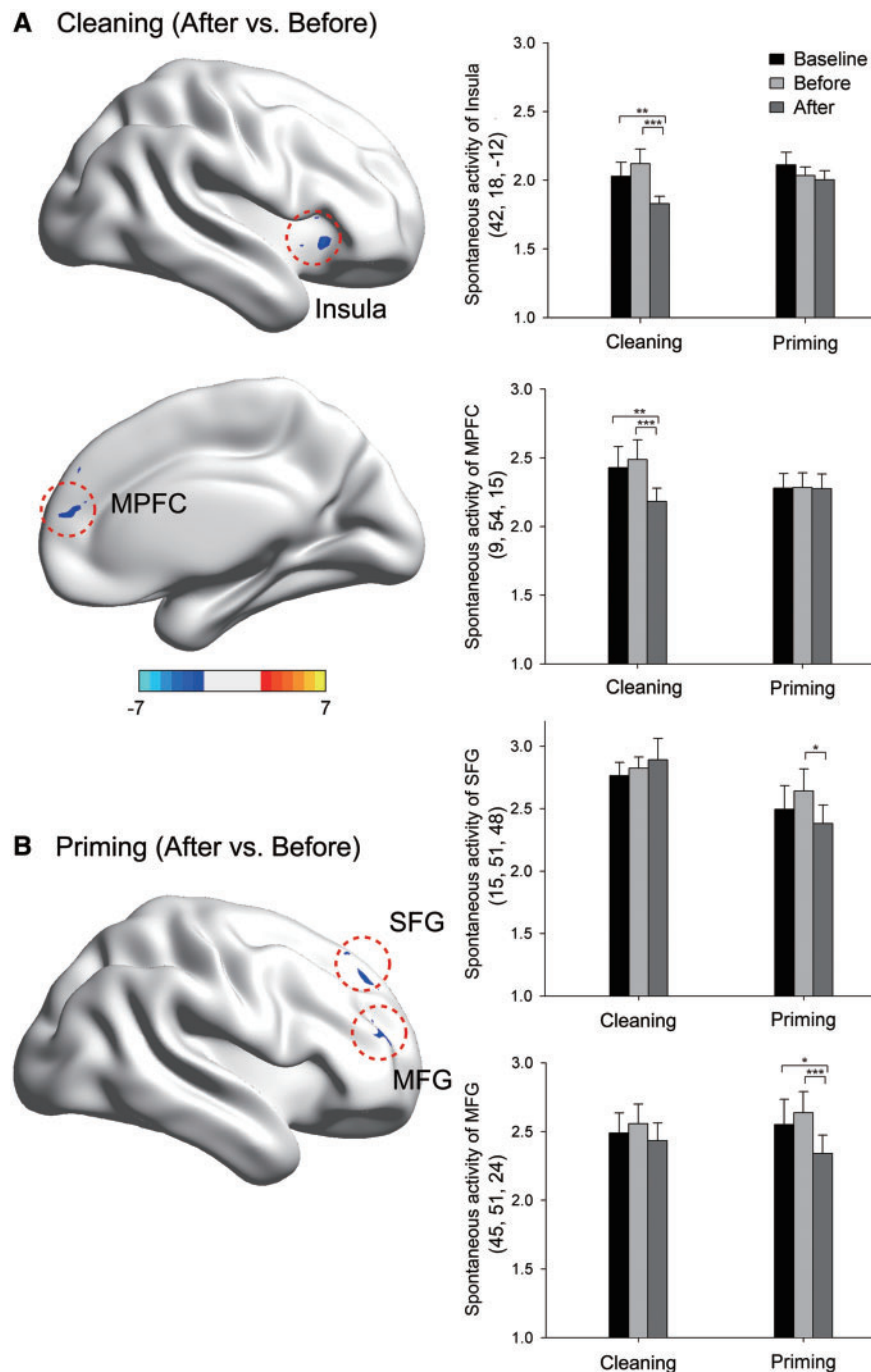 A Cleaning (After vs. Before)
Insula
MPFC
-7 7
Spontaneous activity of Insula
(42, 18, -12)
3.0
2.5
2.0
1.5
1.0
Baseline
Before
After
**
***
Cleaning Priming
Spontaneous activity of MPFC
(9, 54, 15)
3.0
2.5
2.0
1.5
1.0
**
***
Cleaning Priming
Spontaneous activity of SFG
(15, 51, 48)
3.0
2.5
2.0
1.5
1.0
*
Cleaning Priming
B Priming (After vs. Before)
SFG
MFG
Spontaneous activity of MFG
(45, 51, 24)
3.0
2.5
2.0
1.5
1.0
*
***
Cleaning Priming